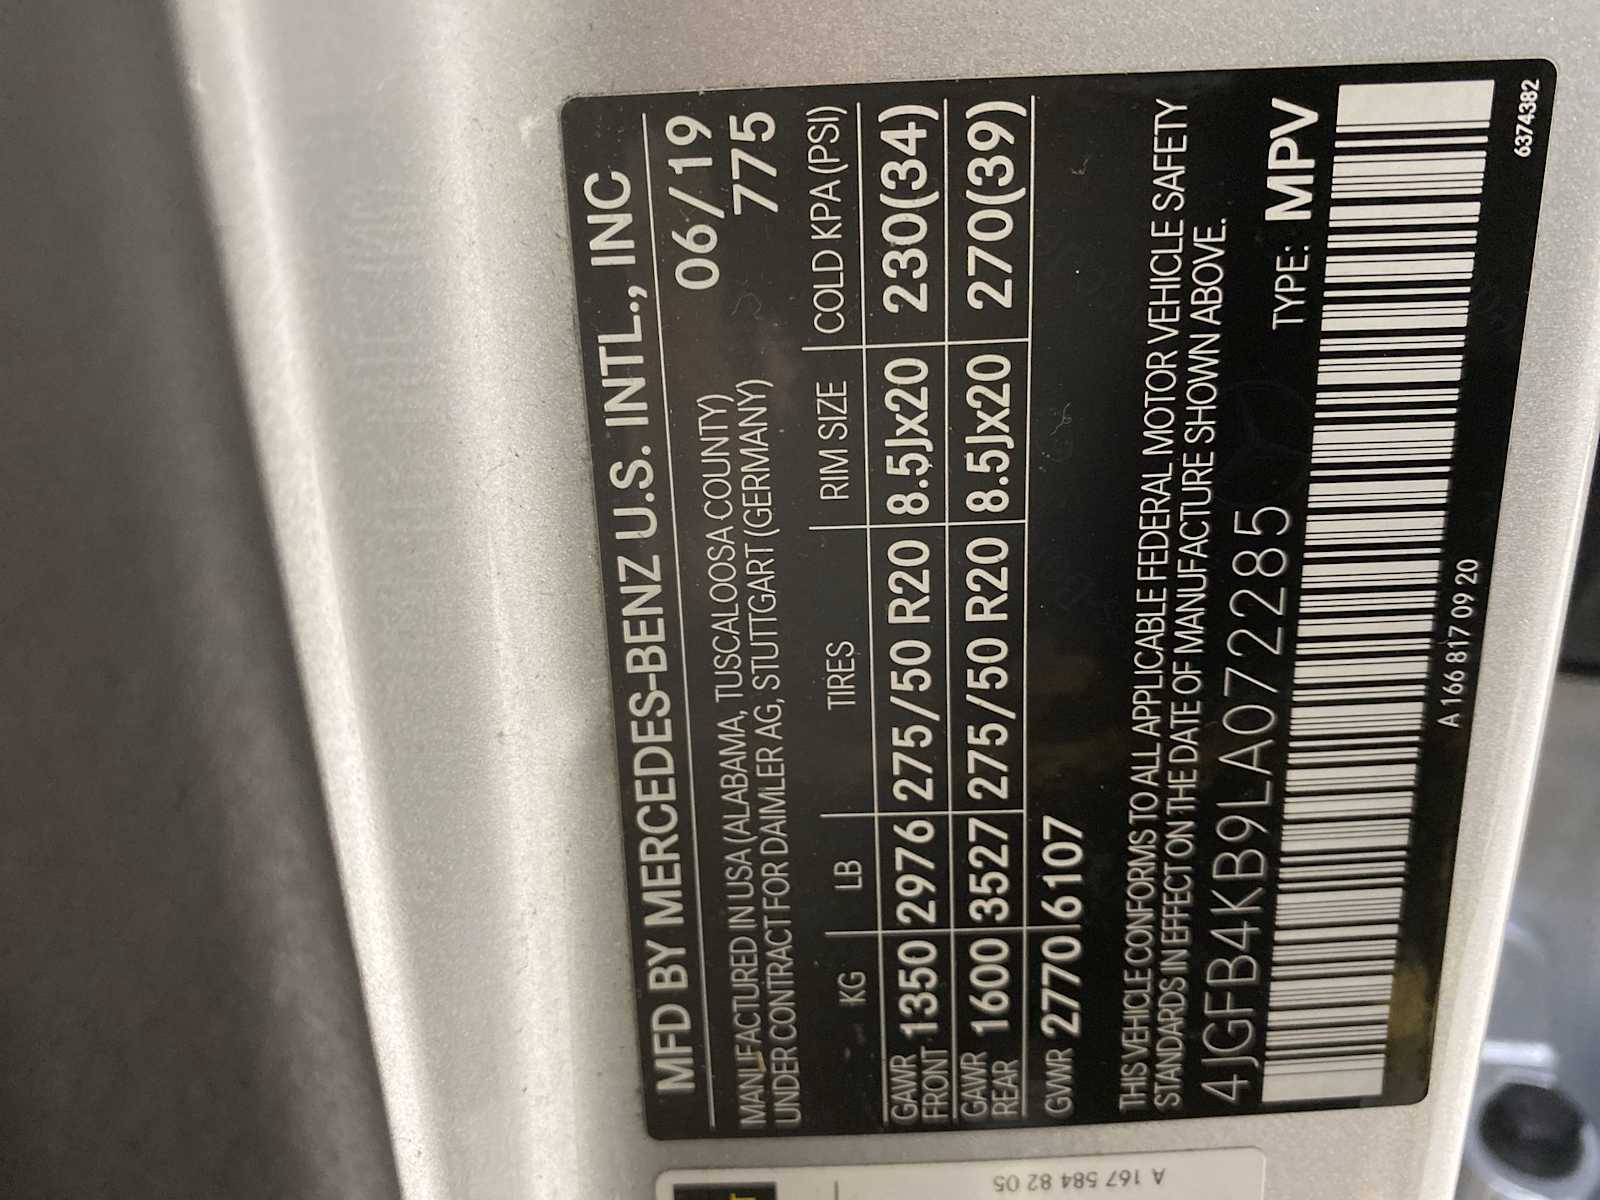 MFD BY MERCEDES-BENZ U.S. INTL., INC
MANUFACTURED IN USA (ALABAMA, TUSCALOOSA COUNTY) 06/19
UNDER CONTRACT FOR DAIMLER AG, STUTTGART (GERMANY) 775
KG LB TIRES RIM SIZE COLD KPA (PSI)
GAWR FRONT 1350 2976 275/50 R20 8.5Jx20 230(34)
GAWR REAR 1600 3527 275/50 R20 8.5Jx20 270(39)
GVWR 2770 6107
THIS VEHICLE CONFORMS TO ALL APPLICABLE FEDERAL MOTOR VEHICLE SAFETY
STANDARDS IN EFFECT ON THE DATE OF MANUFACTURE SHOWN ABOVE.
4JGFB4KB9LA072285 TYPE: MPV
A 166 817 09 20
6374382
A 167 584 82 05